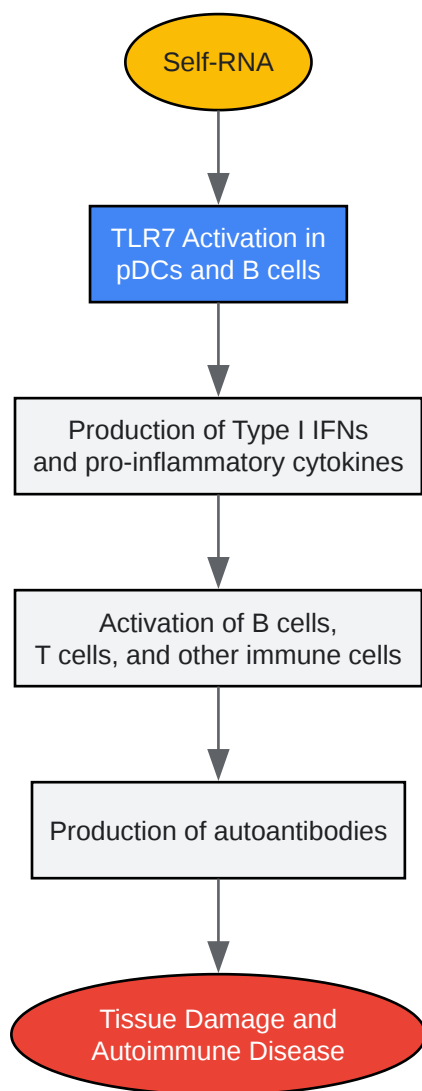 Self-RNA
TLR7 Activation in
pDCs and B cells
Production of Type I IFNs
and pro-inflammatory cytokines
Activation of B cells,
T cells, and other immune cells
Production of autoantibodies
Tissue Damage and
Autoimmune Disease